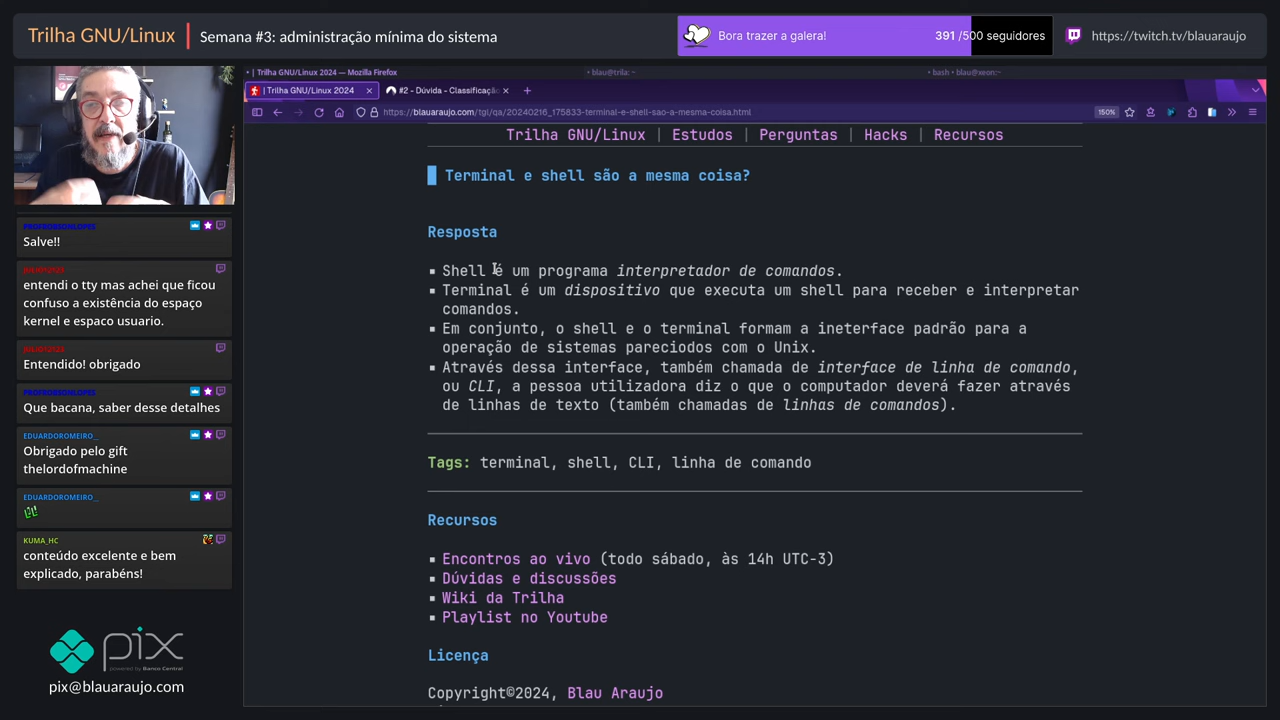 Trilha GNU/Linux
Semana #3: administração mínima do sistema
Bora trazer a galera!
391 /500 seguidores
https://twitch.tv/blauaraujo
• | Trilha GNU/Linux 2024 — Mozilla Firefox
• blau@trila: ~
• bash • blau@xeon:~
| Trilha GNU/Linux 2024
#2 - Dúvida - Classificação
https://blauaraujo.com/tgl/qa/20240216_175833-terminal-e-shell-sao-a-mesma-coisa.html
150%
Trilha GNU/Linux | Estudos | Perguntas | Hacks | Recursos
Terminal e shell são a mesma coisa?
Resposta
▪ Shell é um programa interpretador de comandos.
▪ Terminal é um dispositivo que executa um shell para receber e interpretar
comandos.
▪ Em conjunto, o shell e o terminal formam a ineterface padrão para a
operação de sistemas pareciodos com o Unix.
▪ Através dessa interface, também chamada de interface de linha de comando,
ou CLI, a pessoa utilizadora diz o que o computador deverá fazer através
de linhas de texto (também chamadas de linhas de comandos).
Tags: terminal, shell, CLI, linha de comando
Recursos
▪ Encontros ao vivo (todo sábado, às 14h UTC-3)
▪ Dúvidas e discussões
▪ Wiki da Trilha
▪ Playlist no Youtube
Licença
Copyright©2024, Blau Araujo
PROFROBSONLOPES
Salve!!
entendi o tty mas achei que ficou
confuso a existência do espaço
kernel e espaco usuario.
Entendido! obrigado
PROFROBSONLOPES
Que bacana, saber desse detalhes
EDUARDOROMEIRO_
Obrigado pelo gift
thelordofmachine
EDUARDOROMEIRO_
KUMA_HC
conteúdo excelente e bem
explicado, parabéns!
pix
powered by Banco Central
pix@blauaraujo.com